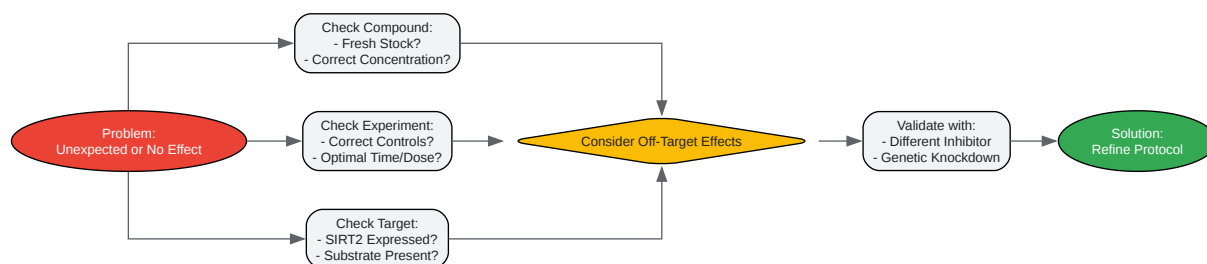 Check Compound:
- Fresh Stock?
- Correct Concentration?
Problem:
Unexpected or No Effect
Check Experiment:
- Correct Controls?
- Optimal Time/Dose?
Check Target:
- SIRT2 Expressed?
- Substrate Present?
Consider Off-Target Effects
Validate with:
- Different Inhibitor
- Genetic Knockdown
Solution:
Refine Protocol